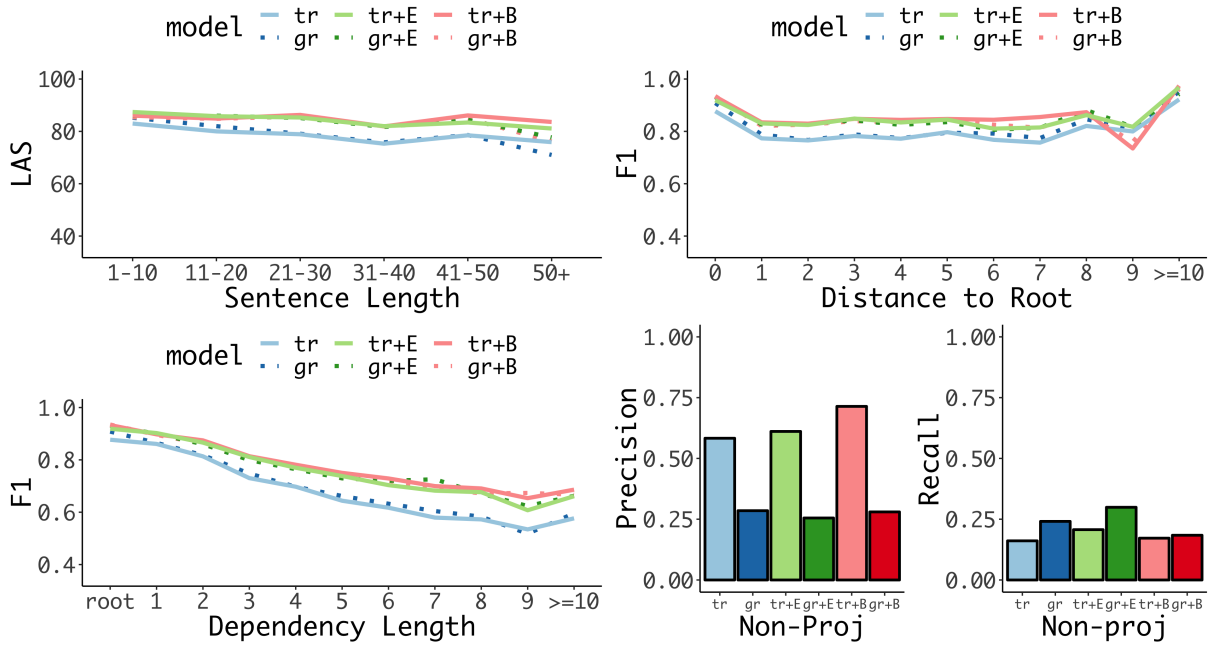 model tr tr+E tr+B
gr gr+E gr+B
LAS
100
80
60
40
1-10 11-20 21-30 31-40 41-50 50+
Sentence Length
model tr tr+E tr+B
gr gr+E gr+B
F1
1.0
0.8
0.6
0.4
0 1 2 3 4 5 6 7 8 9 >=10
Distance to Root
model tr tr+E tr+B
gr gr+E gr+B
F1
1.0
0.8
0.6
0.4
root 1 2 3 4 5 6 7 8 9 >=10
Dependency Length
Precision
1.00
0.75
0.50
0.25
0.00
tr gr tr+E gr+E tr+B gr+B
Non-Proj
Recall
1.00
0.75
0.50
0.25
0.00
tr gr tr+E gr+E tr+B gr+B
Non-proj